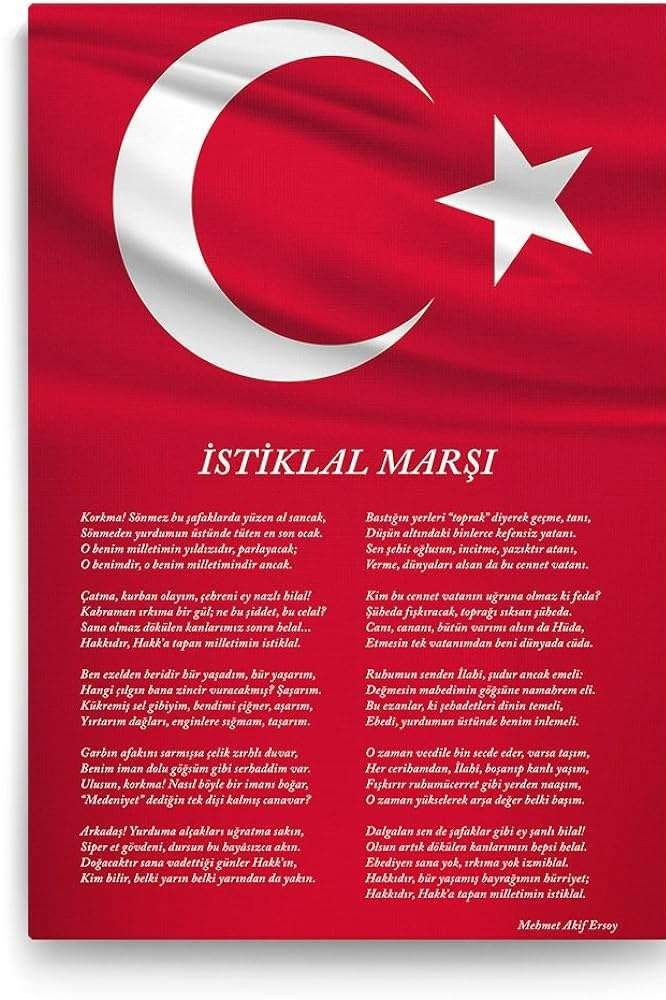 İSTİKLAL MARŞI
Korkma! Sönmez bu şafaklarda yüzen al sancak,
Sönmeden yurdumun üstünde tüten en son ocak.
O benim milletimin yıldızıdır, parlayacak;
O benimdir, o benim milletimindir ancak.
Çatma, kurban olayım, çehreni ey nazlı hilal!
Kahraman ırkıma bir gül; ne bu şiddet, bu celal?
Sana olmaz dökülen kanlarımız sonra helal...
Hakkıdır, Hakk'a tapan milletimin istiklal.
Ben ezelden beridir hür yaşadım, hür yaşarım,
Hangi çılgın bana zincir vuracakmış? Şaşarım.
Kükremiş sel gibiyim, bendimi çiğner, aşarım,
Yırtarım dağları, enginlere sığmam, taşarım.
Garbın afakını sarmışsa çelik zırhlı duvar,
Benim iman dolu göğsüm gibi serhaddim var.
Ulusun, korkma! Nasıl böyle bir imanı boğar,
"Medeniyet" dediğin tek dişi kalmış canavar?
Arkadaş! Yurduma alçakları uğratma sakın,
Siper et gövdeni, dursun bu hayâsızca akın.
Doğacaktır sana vadettiği günler Hakk'ın,
Kim bilir, belki yarın belki yarından da yakın.
Bastığın yerleri "toprak" diyerek geçme, tanı,
Düşün altındaki binlerce kefensiz yatanı.
Sen şehit oğlusun, incitme, yazıktır atanı,
Verme, dünyaları alsan da bu cennet vatanı.
Kim bu cennet vatanın uğruna olmaz ki feda?
Şüheda fışkıracak, toprağı sıksan şüheda.
Canı, cananı, bütün varımı alsın da Hüda,
Etmesin tek vatanımdan beni dünyada cüda.
Ruhumun senden İlahî, şudur ancak emeli:
Değmesin mabedimin göğsüne namahrem eli.
Bu ezanlar, ki şehadetleri dinin temeli,
Ebedî, yurdumun üstünde benim inlemeli.
O zaman vecdile bin secde eder, varsa taşım,
Her cerihamdan, İlâhî, boşanıp kanlı yaşım,
Fışkırır ruhumücerret gibi yerden naaşım,
O zaman yükselerek arşa değer belki başım.
Dalgalan sen de şafaklar gibi ey şanlı hilal!
Olsun artık dökülen kanlarımın hepsi helal.
Ebediyen sana yok, ırkıma yok izmihlal.
Hakkıdır, hür yaşamış bayrağımın hürriyet;
Hakkıdır, Hakk'a tapan milletimin istiklal.
Mehmet Akif Ersoy